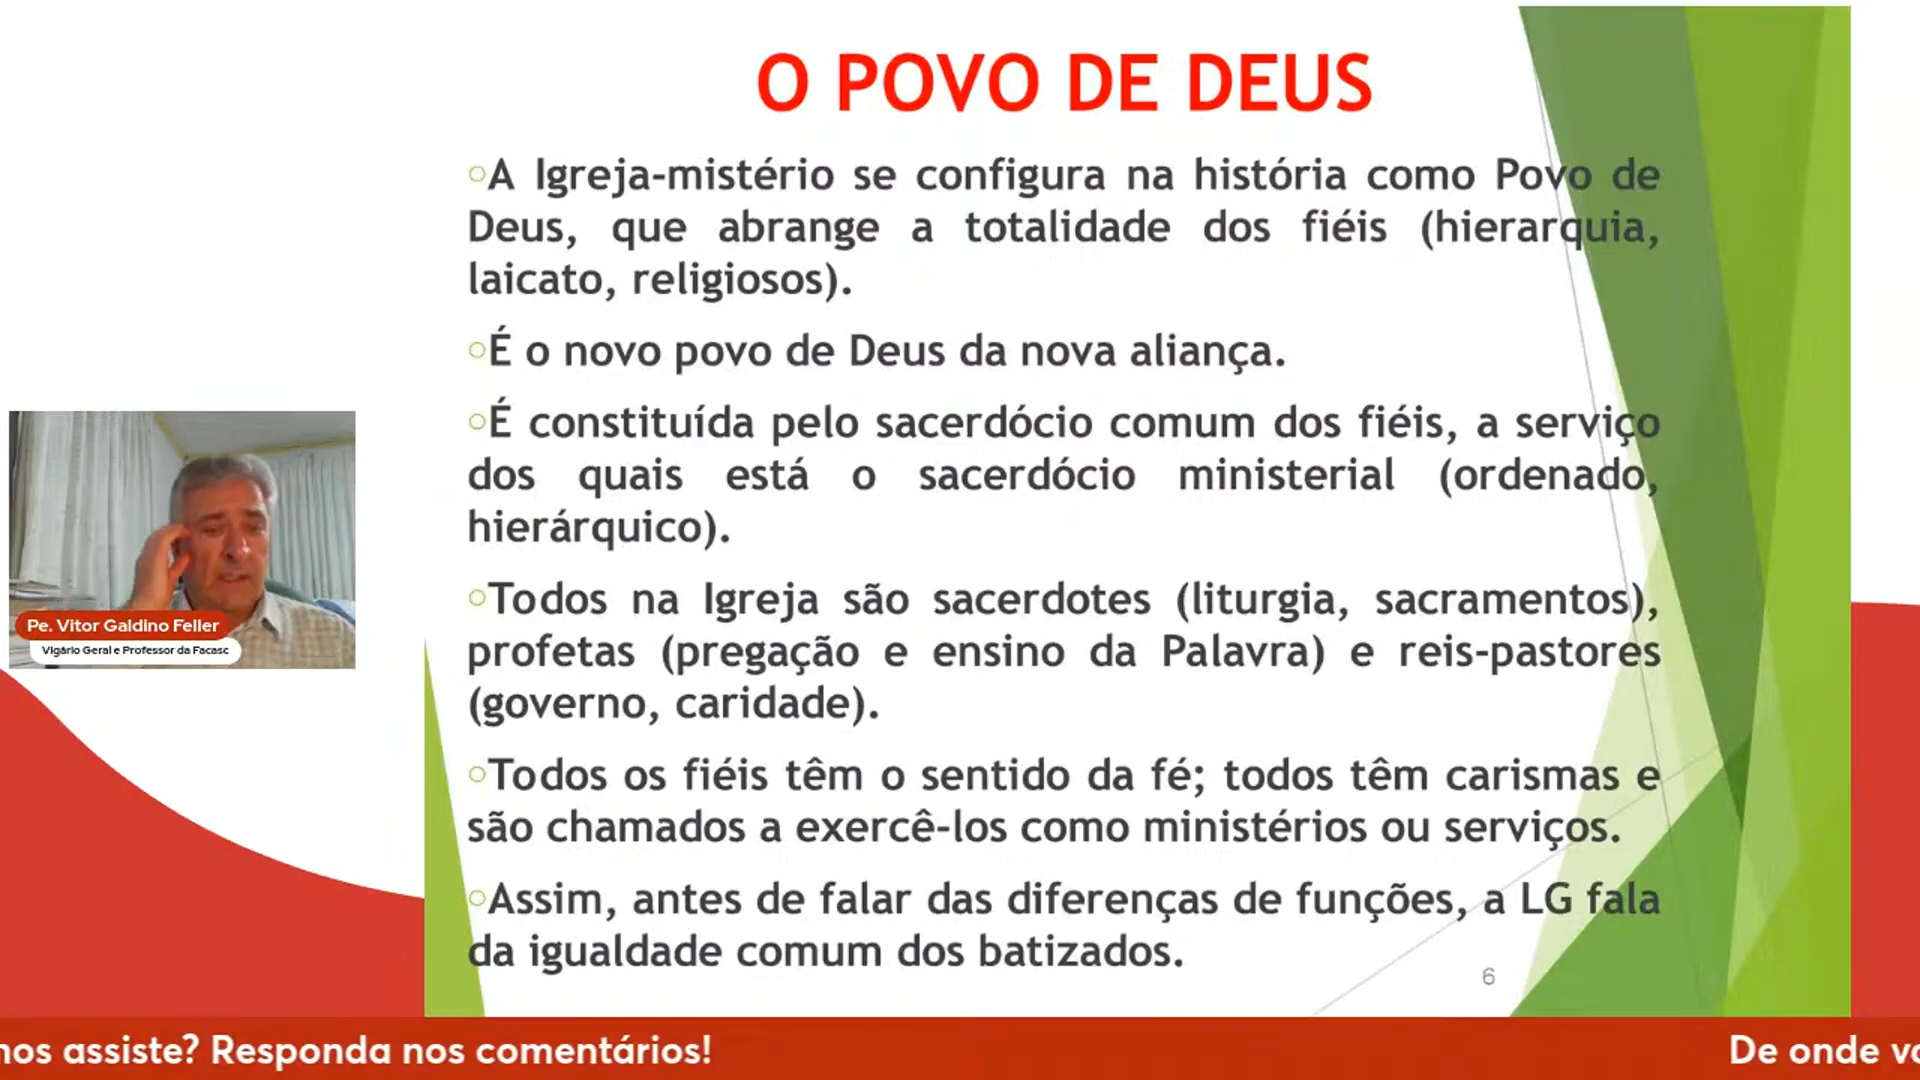 O POVO DE DEUS
○A Igreja-mistério se configura na história como Povo de
Deus, que abrange a totalidade dos fiéis (hierarquia,
laicato, religiosos).
○É o novo povo de Deus da nova aliança.
○É constituída pelo sacerdócio comum dos fiéis, a serviço
dos quais está o sacerdócio ministerial (ordenado,
hierárquico).
○Todos na Igreja são sacerdotes (liturgia, sacramentos),
profetas (pregação e ensino da Palavra) e reis-pastores
(governo, caridade).
○Todos os fiéis têm o sentido da fé; todos têm carismas e
são chamados a exercê-los como ministérios ou serviços.
○Assim, antes de falar das diferenças de funções, a LG fala
da igualdade comum dos batizados.
6
Pe. Vitor Galdino Feller
Vigário Geral e Professor da Facasc
assiste? Responda nos comentários!
De onde